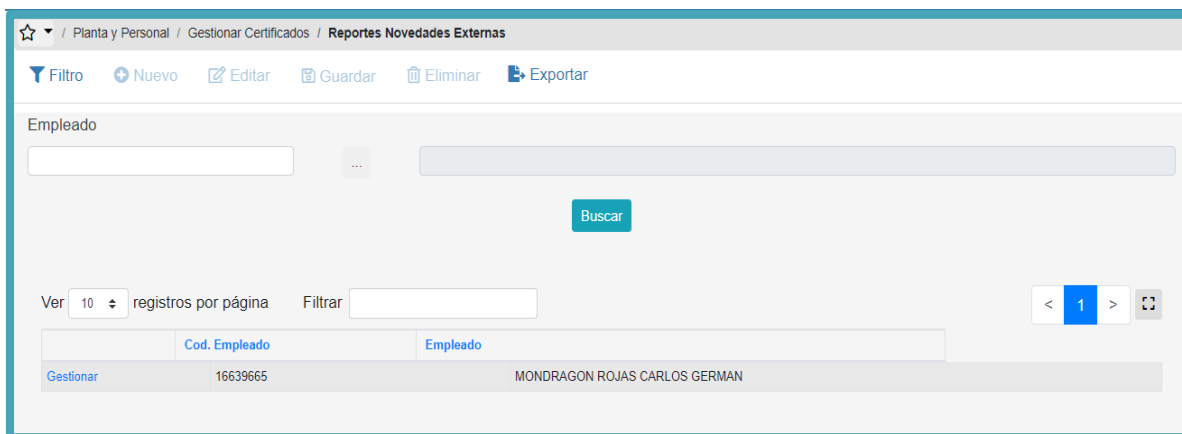 / Planta y Personal / Gestionar Certificados / Reportes Novedades Externas
Filtro Nuevo Editar Guardar Eliminar Exportar
Empleado
...
Buscar
Ver 10 registros por página Filtrar < 1 >
Cod. Empleado Empleado
Gestionar 16639665 MONDRAGON ROJAS CARLOS GERMAN